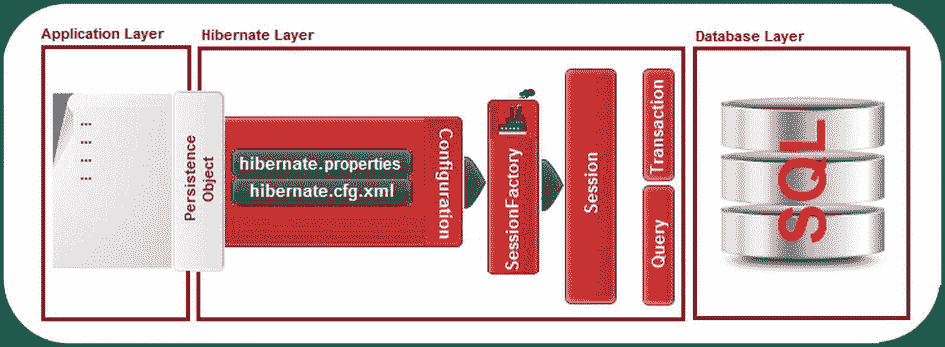 Application Layer
Hibernate Layer
Database Layer
...
...
...
...
Persistence
Object
hibernate.properties
hibernate.cfg.xml
Configuration
SessionFactory
Session
Transaction
Query
SQL